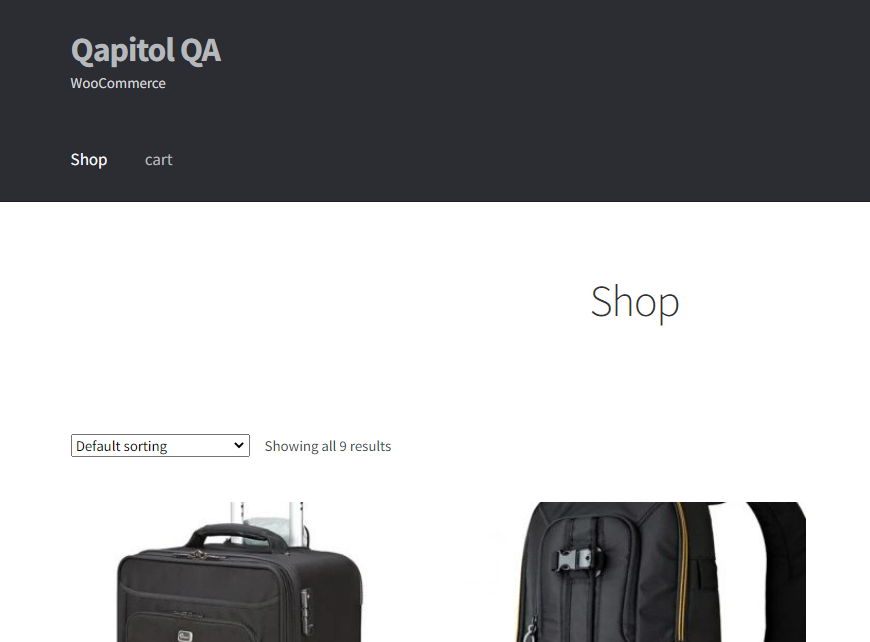 Qapitol QA
WooCommerce
Shop cart
Shop
Default sorting Showing all 9 results